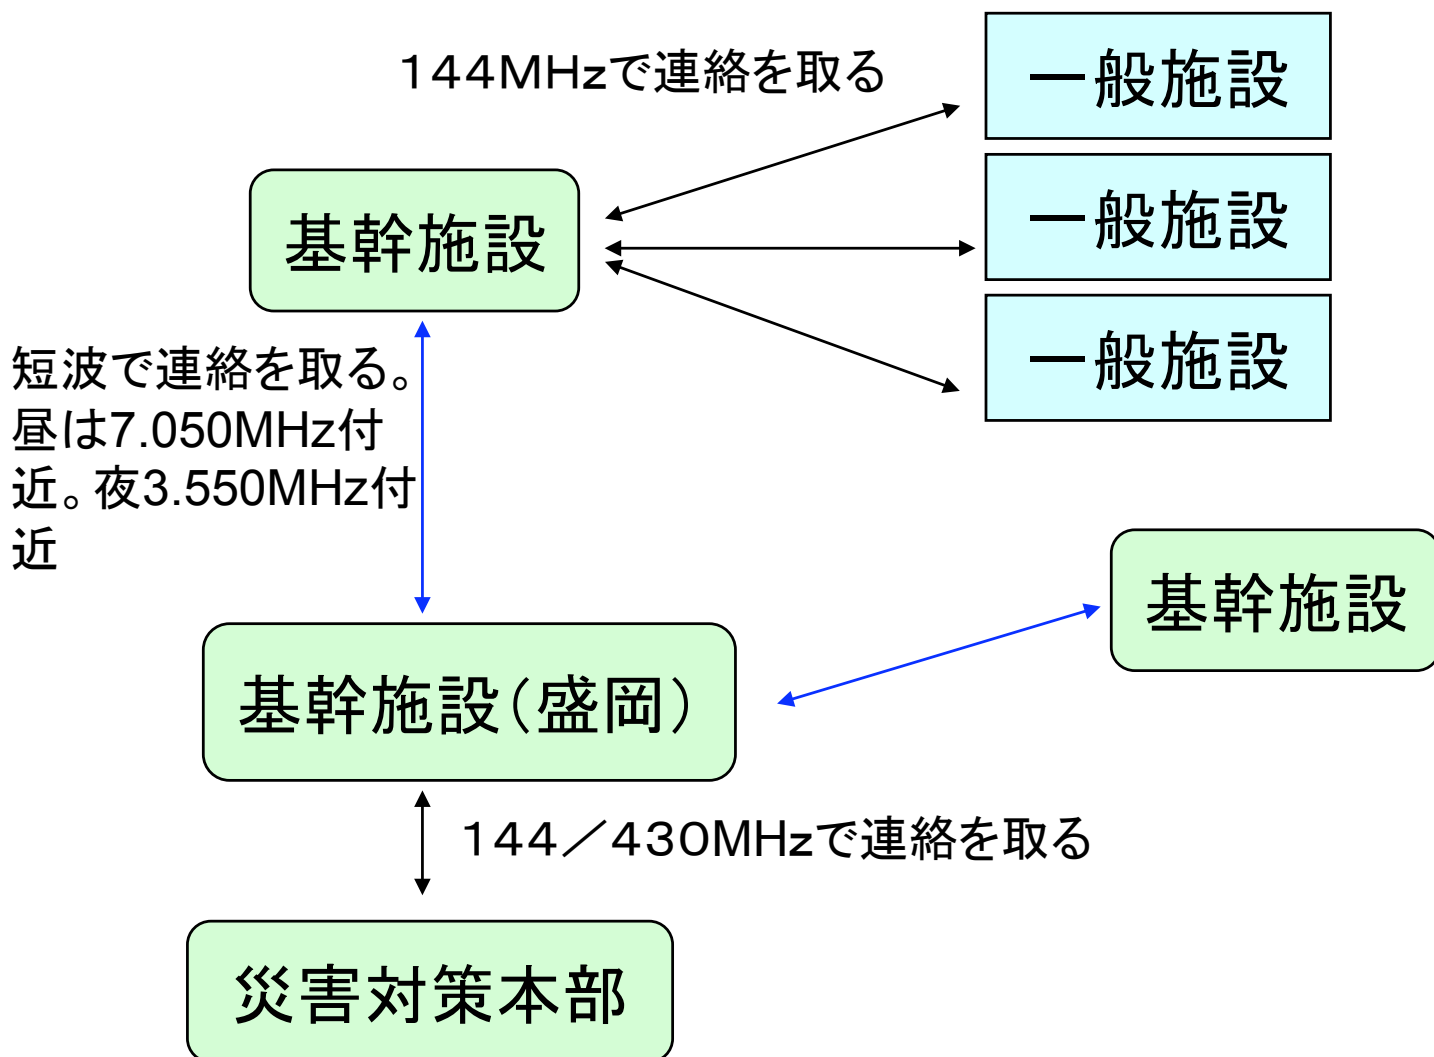 144MHzで連絡を取る
一般施設
一般施設
一般施設
基幹施設
短波で連絡を取る。
昼は7.050MHz付
近。夜3.550MHz付
近
基幹施設
基幹施設（盛岡）
144／430MHzで連絡を取る
災害対策本部